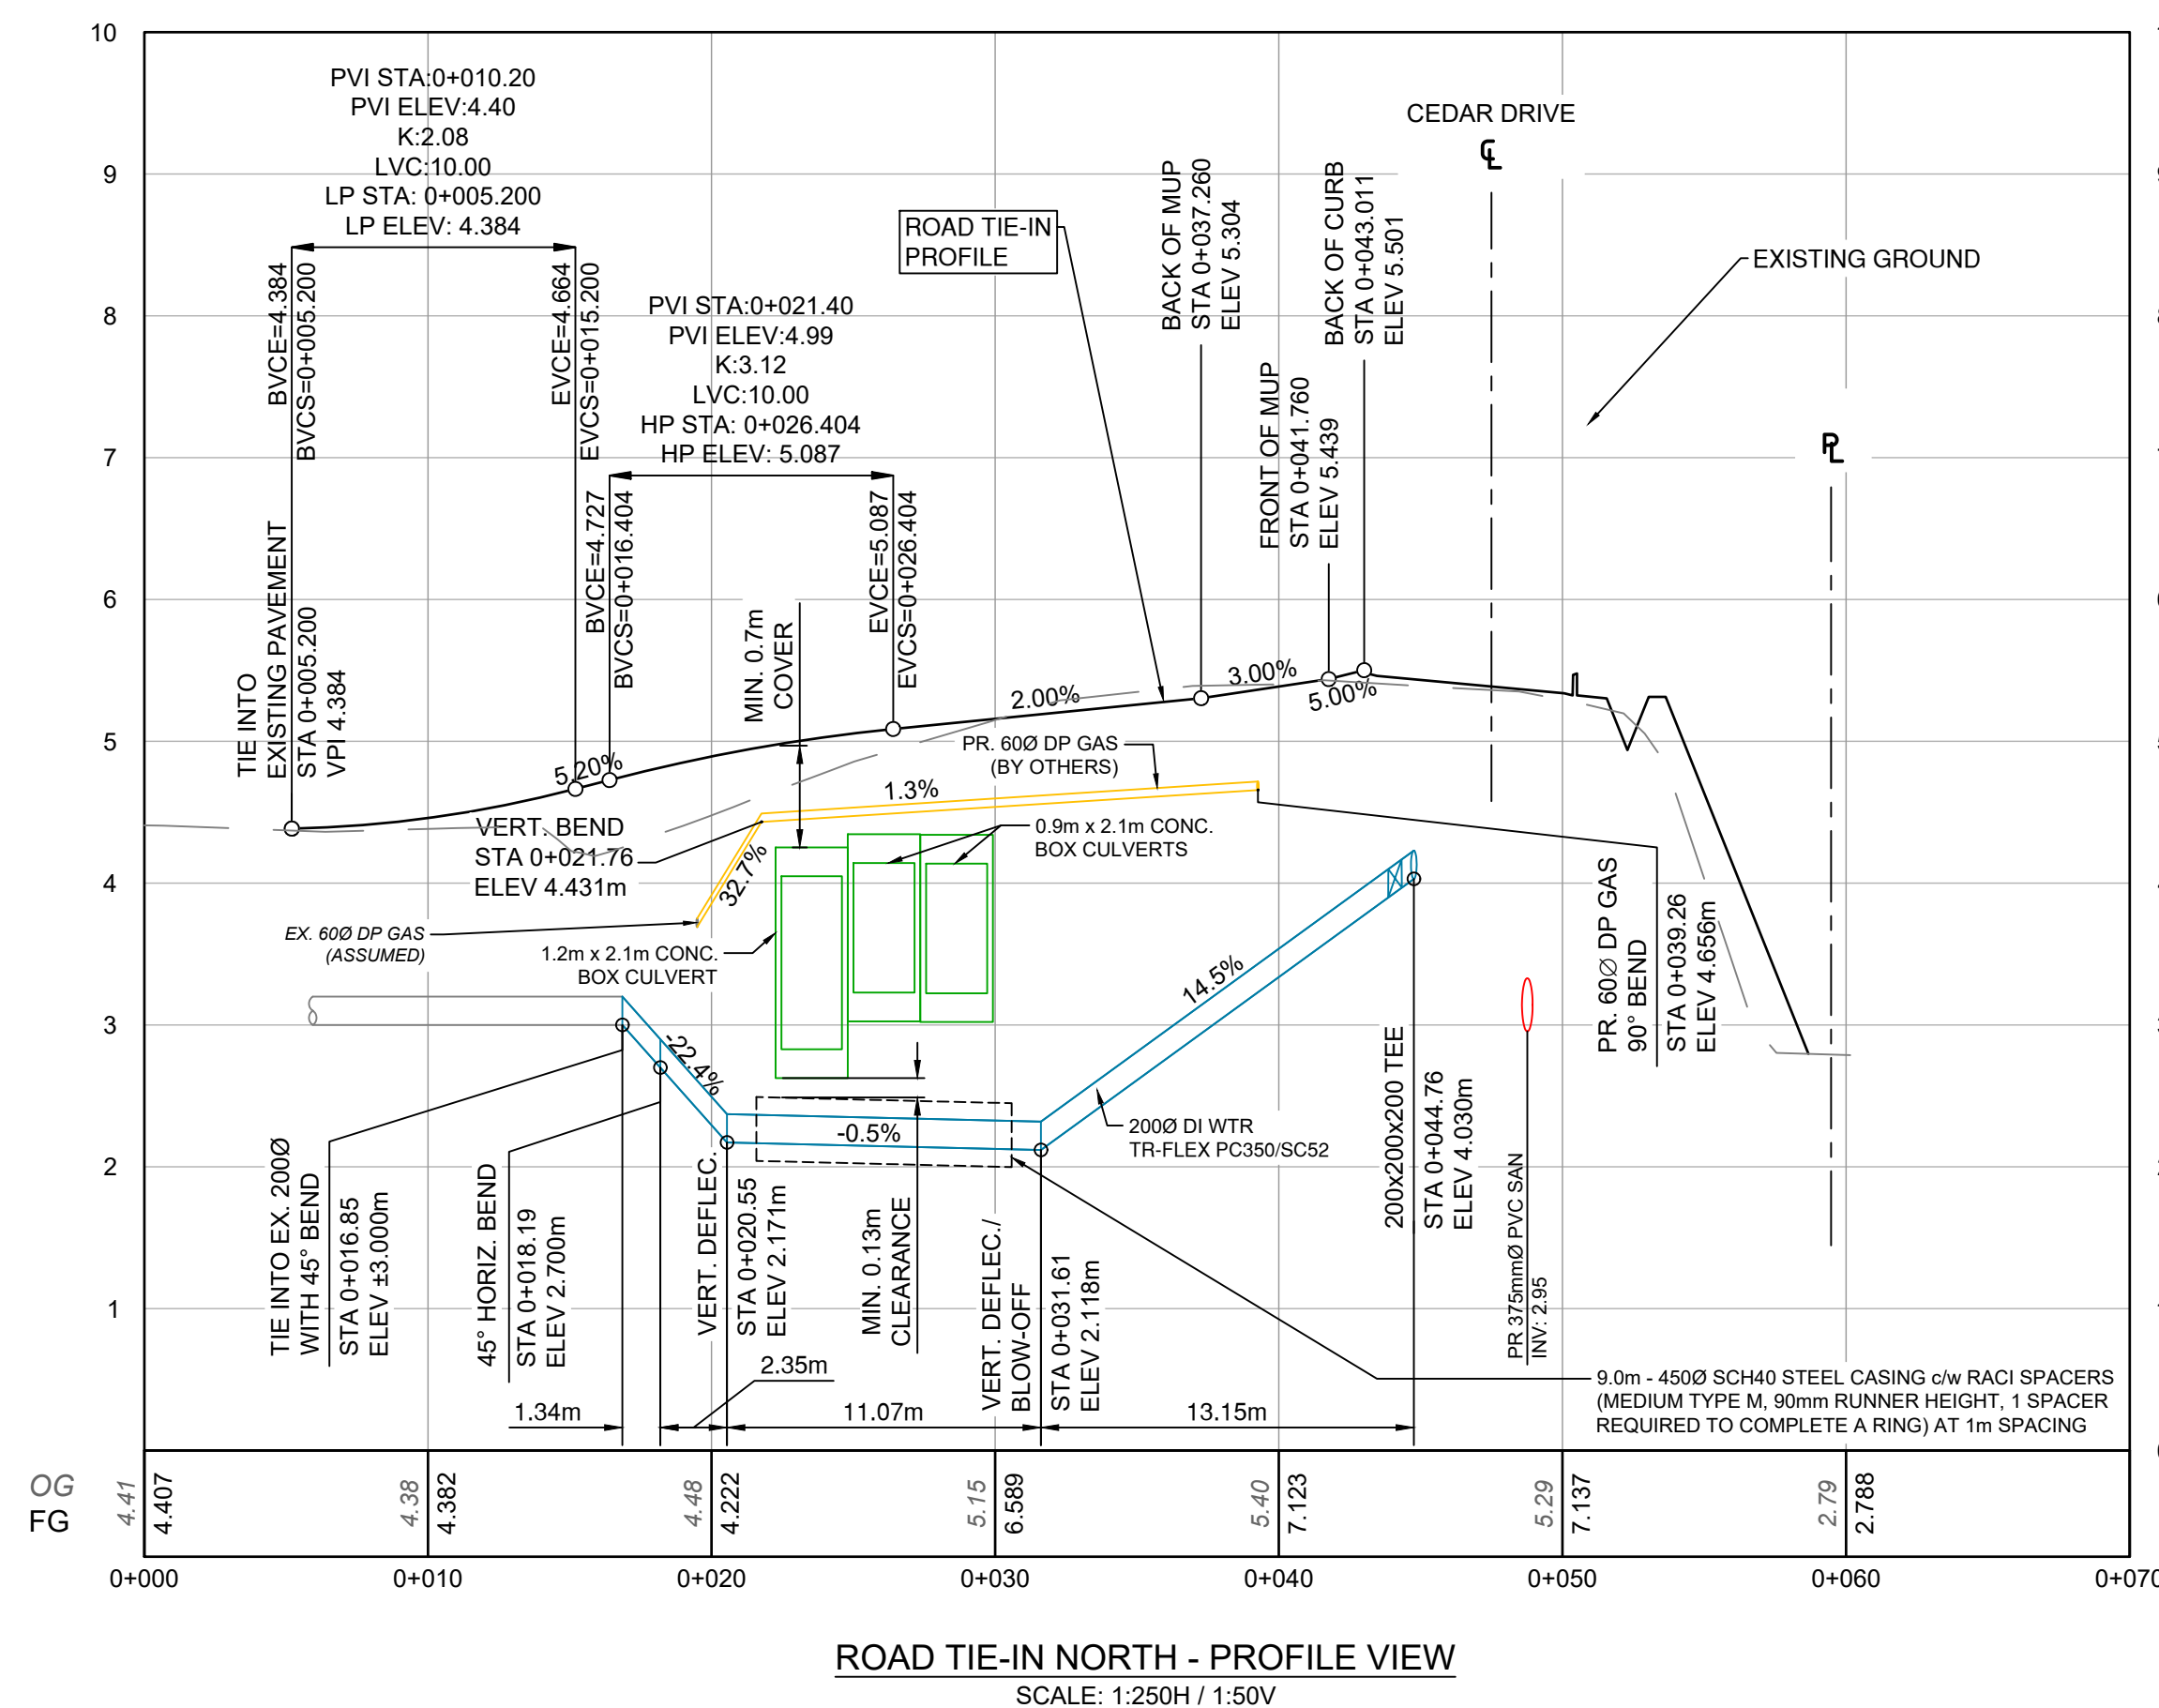 10
9
8
7
6
5
4
3
2
1
PVI STA:0+010.20
PVI ELEV:4.40
K:2.08
LVC:10.00
LP STA: 0+005.200
LP ELEV: 4.384
BVCE=4.384
BVCS=0+005.200
EVCE=4.664
EVCS=0+015.200
PVI STA:0+021.40
PVI ELEV:4.99
K:3.12
LVC:10.00
HP STA: 0+026.404
HP ELEV: 5.087
BVCE=4.727
BVCS=0+016.404
EVCE=5.087
EVCS=0+026.404
TIE INTO
EXISTING PAVEMENT
STA 0+005.200
VPI 4.384
MIN. 0.7m
COVER
ROAD TIE-IN
PROFILE
BACK OF MUP
STA 0+037.260
ELEV 5.304
FRONT OF MUP
STA 0+041.760
ELEV 5.439
BACK OF CURB
STA 0+043.011
ELEV 5.501
CEDAR DRIVE
EXISTING GROUND
5.20%
2.00%
3.00%
5.00%
PR. 60Ø DP GAS
(BY OTHERS)
1.3%
32.7%
VERT. BEND
STA 0+021.76
ELEV 4.431m
EX. 60Ø DP GAS
(ASSUMED)
0.9m x 2.1m CONC.
BOX CULVERTS
1.2m x 2.1m CONC.
BOX CULVERT
PR. 60Ø DP GAS
90° BEND
STA 0+039.26
ELEV 4.656m
-22.4%
-0.5%
14.5%
200Ø DI WTR
TR-FLEX PC350/SC52
TIE INTO EX. 200Ø
WITH 45° BEND
STA 0+016.85
ELEV ±3.000m
45° HORIZ. BEND
STA 0+018.19
ELEV 2.700m
VERT. DEFLEC.
STA 0+020.55
ELEV 2.171m
MIN. 0.13m
CLEARANCE
VERT. DEFLEC./
BLOW-OFF
STA 0+031.61
ELEV 2.118m
200x200x200 TEE
STA 0+044.76
ELEV 4.030m
PR 375mmØ PVC SAN
INV: 2.95
1.34m
2.35m
11.07m
13.15m
9.0m - 450Ø SCH40 STEEL CASING c/w RACI SPACERS
(MEDIUM TYPE M, 90mm RUNNER HEIGHT, 1 SPACER
REQUIRED TO COMPLETE A RING) AT 1m SPACING
OG
FG
4.41
4.407
4.38
4.382
4.48
4.222
5.15
6.589
5.40
7.123
5.29
7.137
2.79
2.788
0+000
0+010
0+020
0+030
0+040
0+050
0+060
0+070
ROAD TIE-IN NORTH - PROFILE VIEW
SCALE: 1:250H / 1:50V